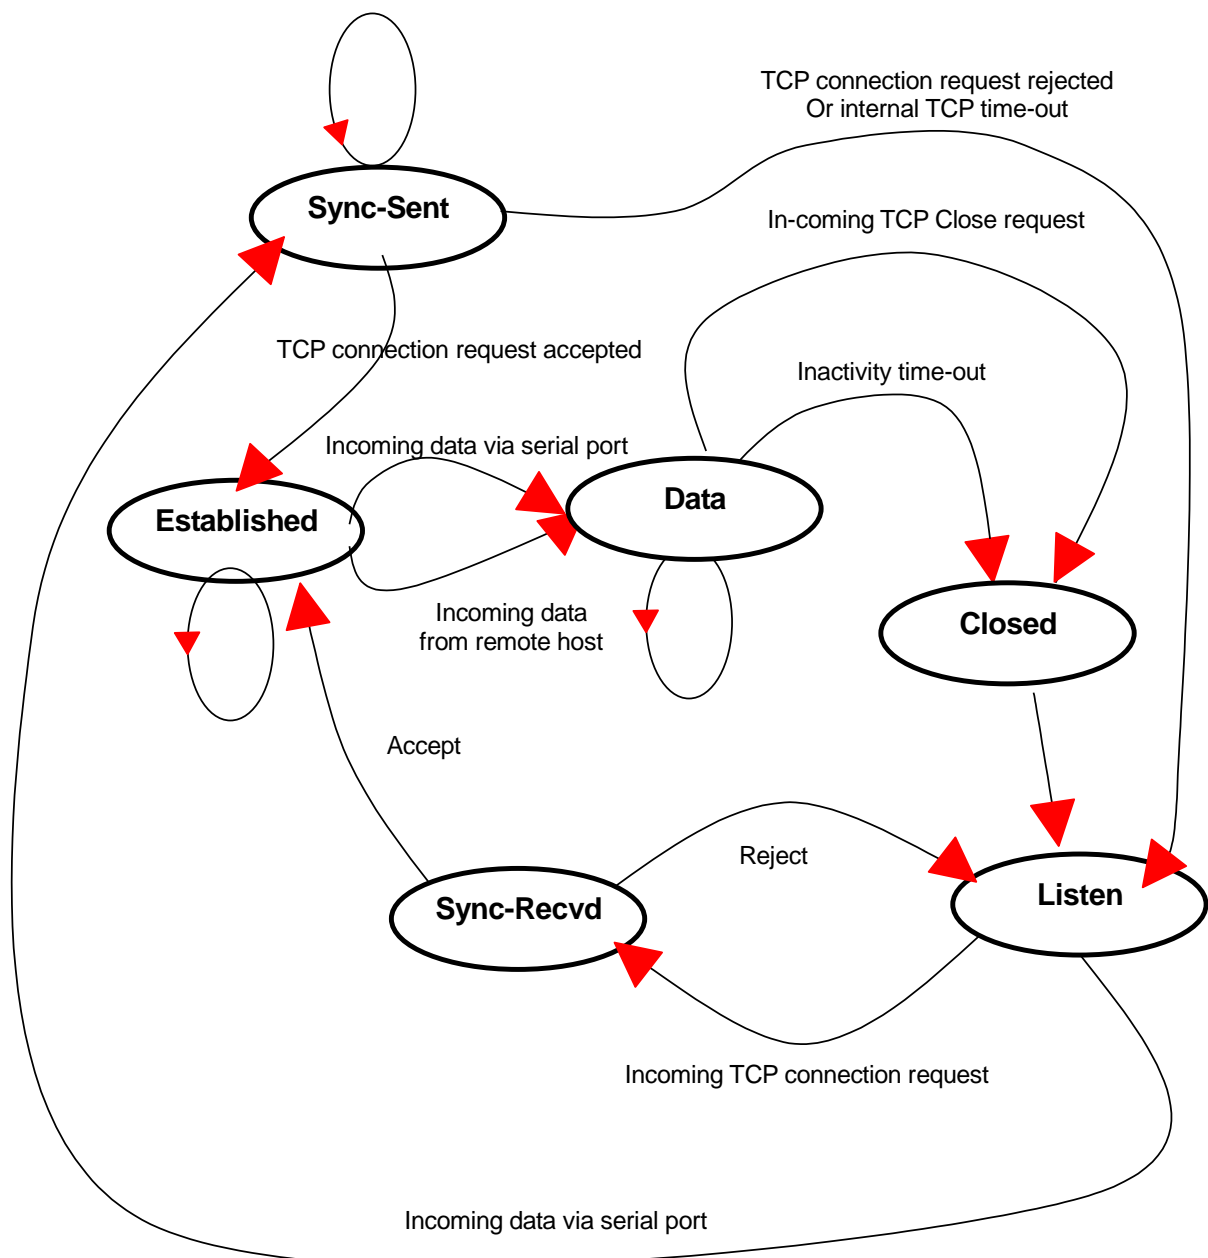 TCP connection request rejected
Or internal TCP time-out
Sync-Sent
In-coming TCP Close request
TCP connection request accepted
Inactivity time-out
Incoming data via serial port
Data
Established
Incoming data
from remote host
Closed
Accept
Reject
Listen
Sync-Recvd
Incoming TCP connection request
Incoming data via serial port